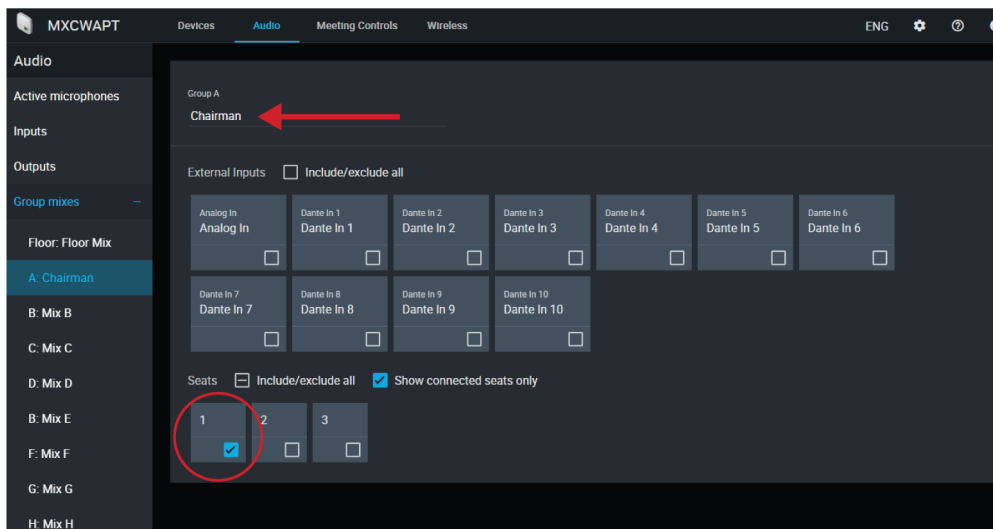 MXCWAPT
Devices Audio Meeting Controls Wireless
ENG
Audio
Active microphones
Inputs
Outputs
Group mixes
Floor: Floor Mix
A: Chairman
B: Mix B
C: Mix C
D: Mix D
B: Mix E
F: Mix F
G: Mix G
H: Mix H
Group A
Chairman
External Inputs Include/exclude all
Analog In Dante In 1 Dante In 2 Dante In 3 Dante In 4 Dante In 5 Dante In 6
Analog In Dante In 1 Dante In 2 Dante In 3 Dante In 4 Dante In 5 Dante In 6
Dante In 7 Dante In 8 Dante In 9 Dante In 10
Dante In 7 Dante In 8 Dante In 9 Dante In 10
Seats Include/exclude all Show connected seats only
1 2 3